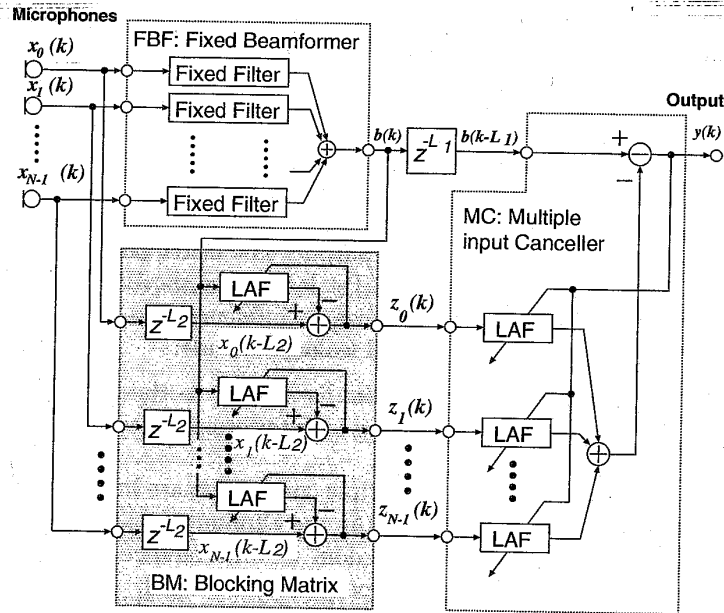 Microphones
x0(k)
FBF: Fixed Beamformer
Fixed Filter
x1(k)
Fixed Filter
Output
b(k)
z-L1
b(k-L1)
+
−
y(k)
+
−
xN-1 (k)
Fixed Filter
MC: Multiple
input Canceller
LAF
−
+
+
z-L2
x0(k-L2)
z0(k)
LAF
LAF
−
+
+
z-L2
x1(k-L2)
z1(k)
LAF
+
LAF
−
+
+
z-L2
xN-1(k-L2)
zN-1(k)
LAF
BM: Blocking Matrix